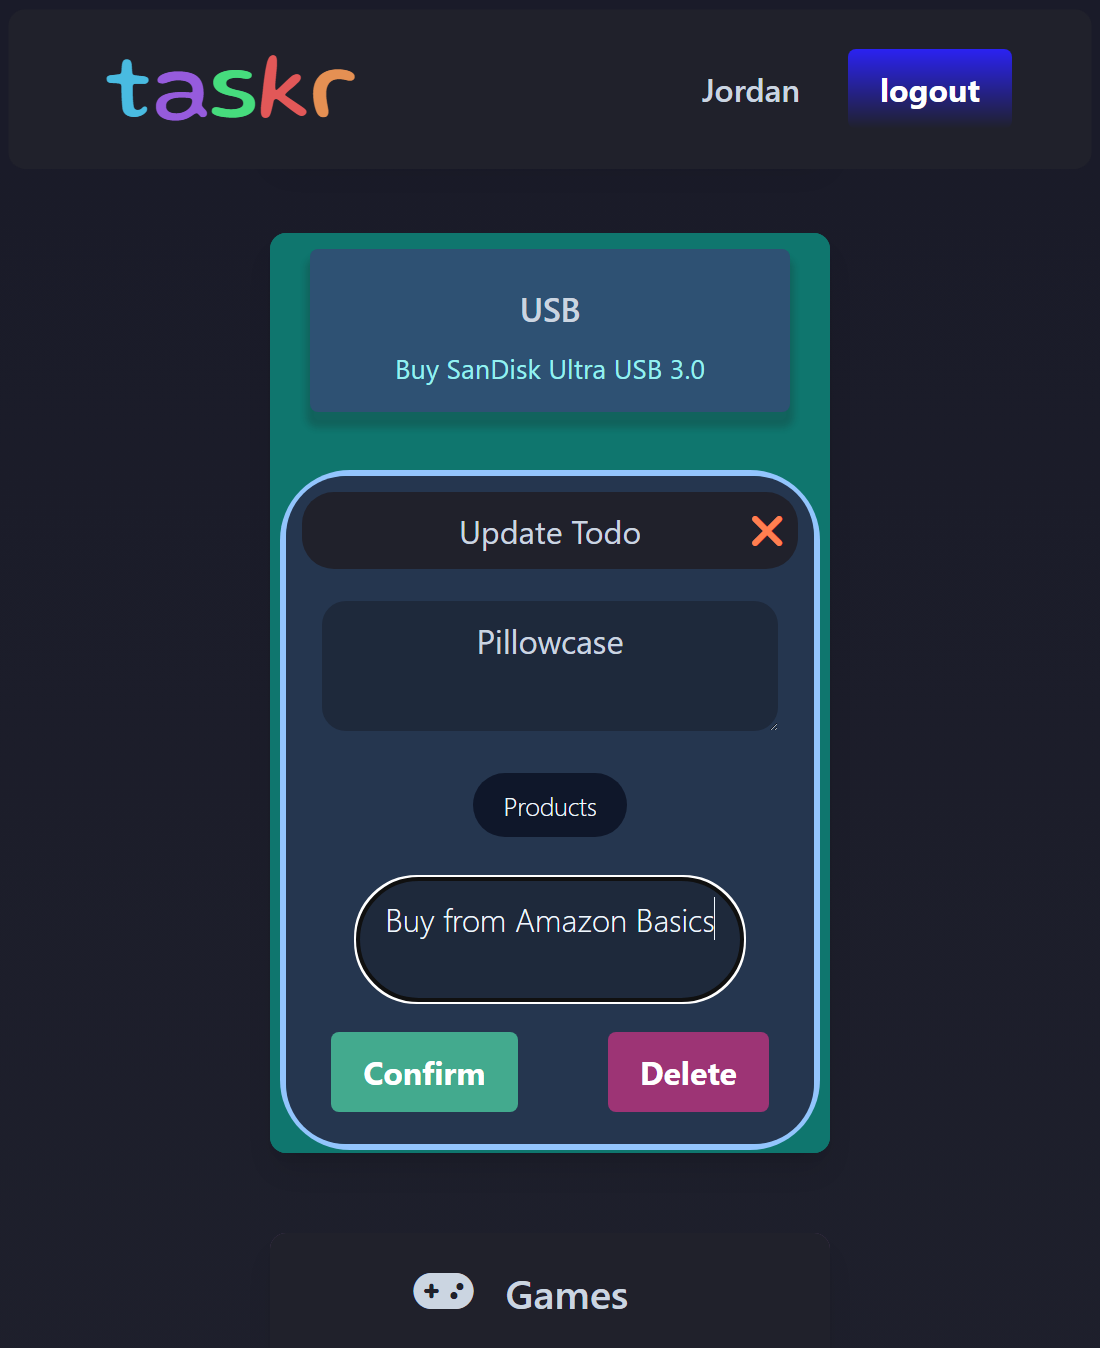 taskr
Jordan
logout
USB
Buy SanDisk Ultra USB 3.0
Update Todo
Pillowcase
Products
Buy from Amazon Basics
Confirm
Delete
Games